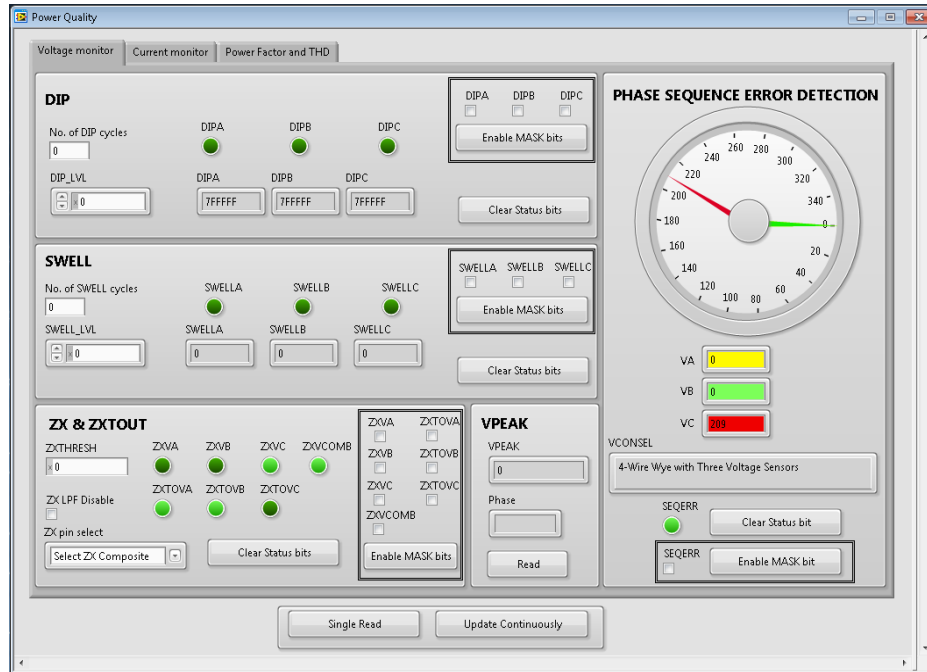 Power Quality
Voltage monitor Current monitor Power Factor and THD
DIP
No. of DIP cycles
0
DIPA DIPB DIPC
DIP_LVL
x 0
DIPA DIPB DIPC
7FFFFF 7FFFFF 7FFFFF
DIPA DIPB DIPC
Enable MASK bits
Clear Status bits
SWELL
No. of SWELL cycles
0
SWELLA SWELLB SWELLC
SWELL_LVL
x 0
SWELLA SWELLB SWELLC
0 0 0
SWELLA SWELLB SWELLC
Enable MASK bits
Clear Status bits
ZX & ZXTOUT
ZXTHRESH
x 0
ZXVA ZXVB ZXVC ZXVCOMB
ZXTOVA ZXTOVB ZXTOVC
ZX LPF Disable
ZX pin select
Select ZX Composite
Clear Status bits
ZXVA ZXTOVA
ZXVB ZXTOVB
ZXVC ZXTOVC
ZXVCOMB
Enable MASK bits
VPEAK
VPEAK
0
Phase
Read
PHASE SEQUENCE ERROR DETECTION
0
20
40
60
80
100
120
140
160
180
200
220
240
260
280
300
320
340
VA 0
VB 0
VC 209
VCONSEL
4-Wire Wye with Three Voltage Sensors
SEQERR
Clear Status bit
SEQERR
Enable MASK bit
Single Read Update Continuously